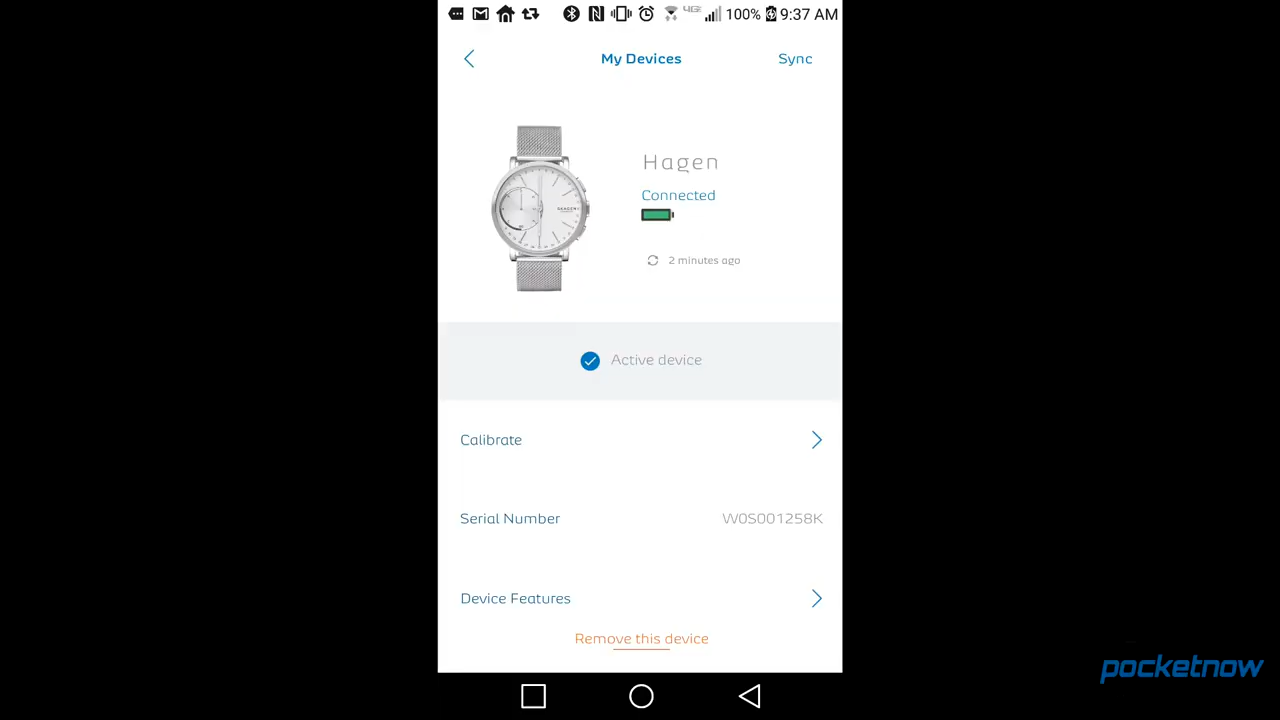 100% 9:37 AM
My Devices
Sync
Hagen
Connected
2 minutes ago
Active device
Calibrate
Serial Number
W0S001258K
Device Features
Remove this device
pocketnow